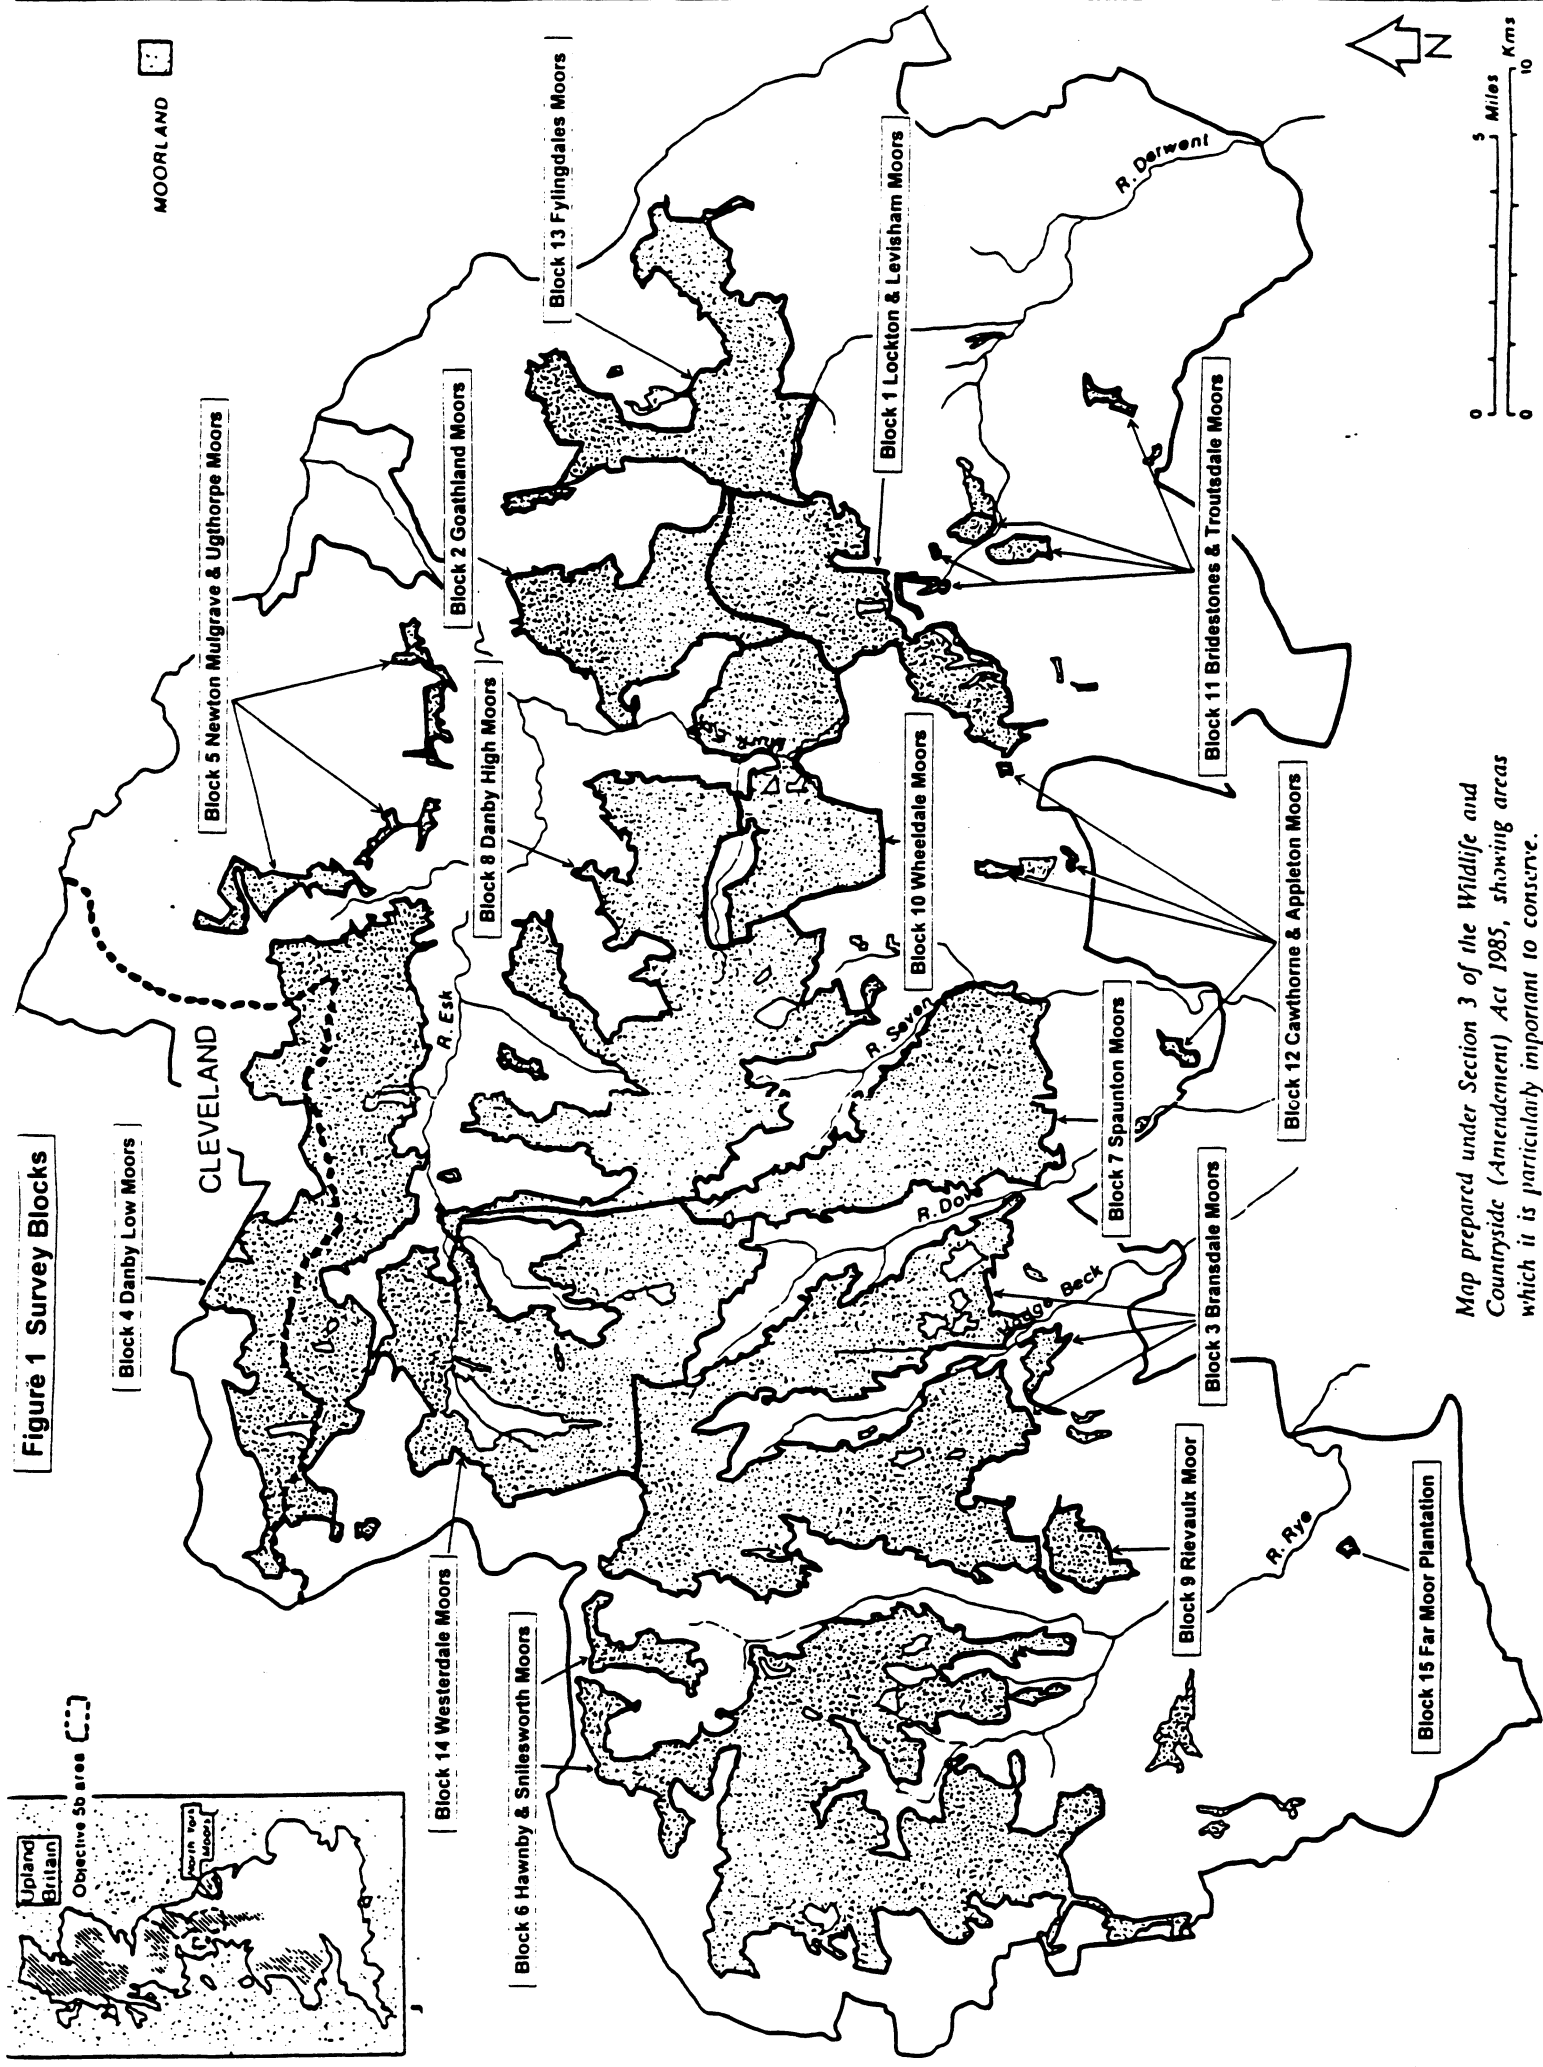 Figure 1 Survey Blocks
MOORLAND
Upland
Britain
Objective 5b areas
North York
Moors
CLEVELAND
Block 4 Danby Low Moors
Block 5 Newton Mulgrave & Ugthorpe Moors
Block 13 Fylingdales Moors
Block 2 Goathland Moors
Block 8 Danby High Moors
Block 14 Westerdale Moors
Block 6 Hawnby & Snilesworth Moors
R. Esk
Block 1 Lockton & Levisham Moors
Block 10 Wheeldale Moors
R. Seven
R. Dove
R. Derwent
Block 7 Spaunton Moors
Block 11 Bridestones & Troutsdale Moors
Block 12 Cawthorne & Appleton Moors
Block 3 Bransdale Moors
Beck
Block 9 Rievaulx Moor
R. Rye
Block 15 Far Moor Plantation
N
0 5 Miles
0 10 Kms
Map prepared under Section 3 of the Wildlife and
Countryside (Amendement) Act 1985, showing areas
which it is particularly important to conserve.